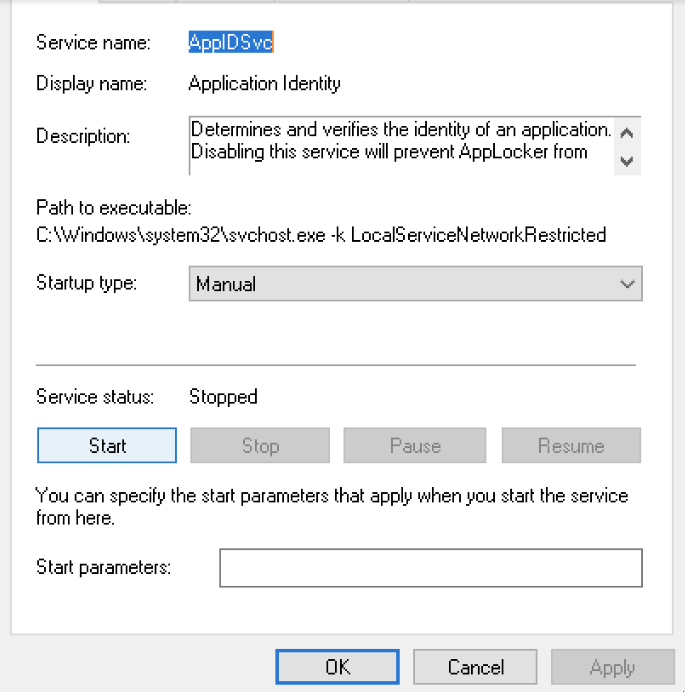 Service name: AppIDSvc
Display name: Application Identity
Description: Determines and verifies the identity of an application.
Disabling this service will prevent AppLocker from
Path to executable:
C:\Windows\system32\svchost.exe -k LocalServiceNetworkRestricted
Startup type: Manual
Service status: Stopped
Start Stop Pause Resume
You can specify the start parameters that apply when you start the service
from here.
Start parameters:
OK Cancel Apply